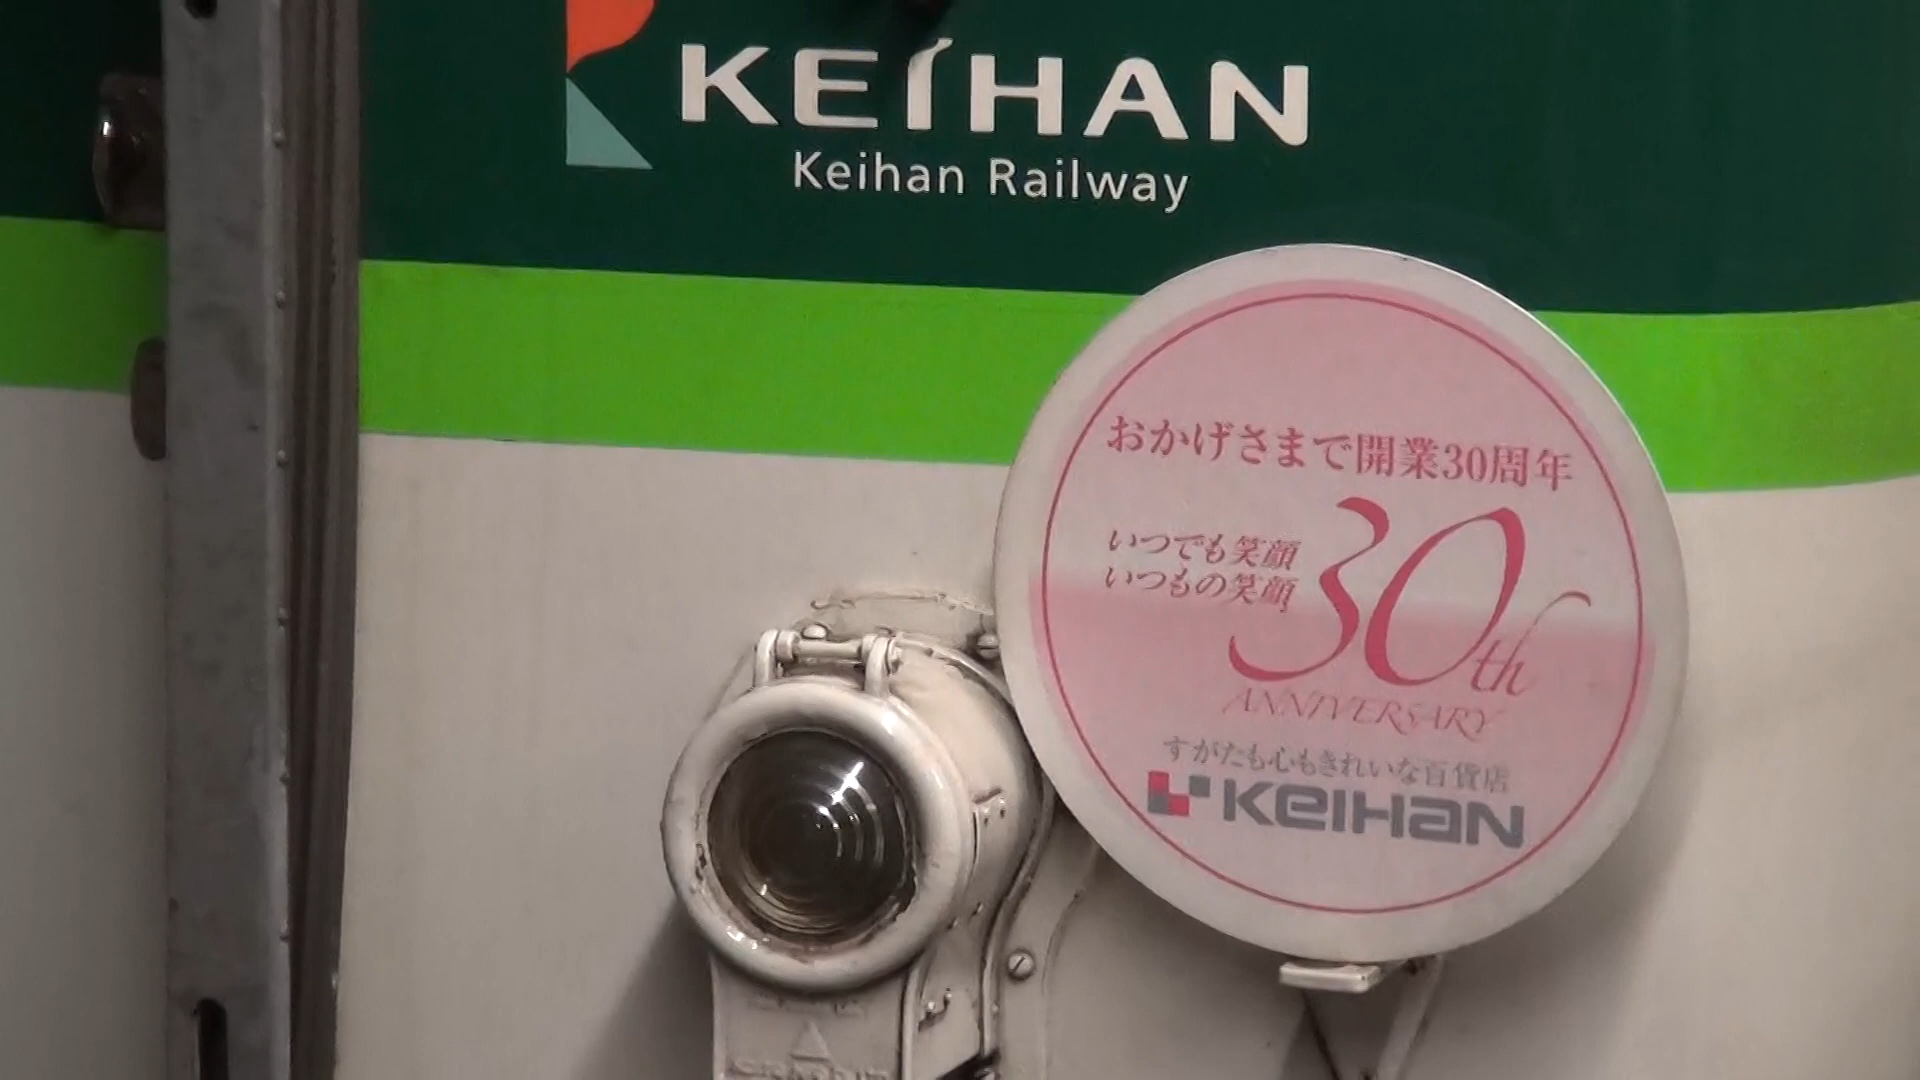 KEIHAN
Keihan Railway
おかげさまで開業30周年
いつでも笑顔
いつもの笑顔
30th
ANNIVERSARY
すがたも心もきれいな百貨店
KEIHAN